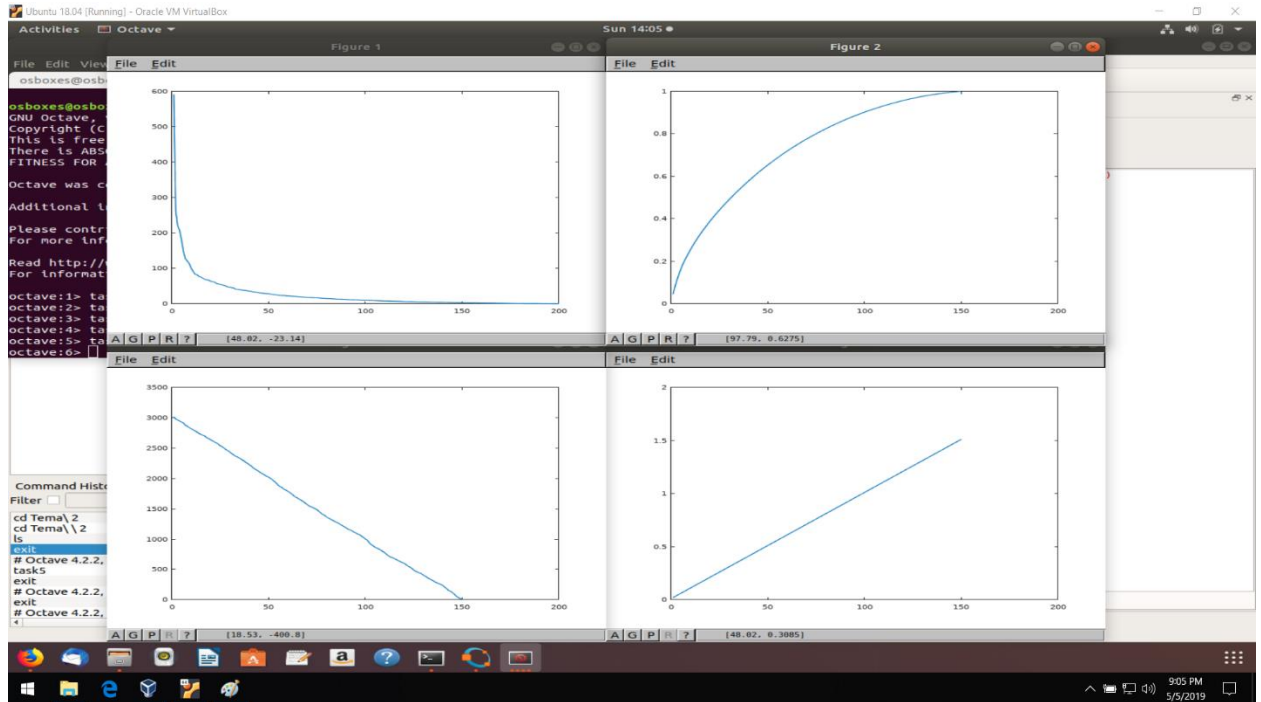 Ubuntu 18.04 [Running] - Oracle VM VirtualBox
Activities Octave Sun 14:05
Figure 1 Figure 2
File Edit View
osboxes@osb
File Edit
File Edit
osboxes@osbo
GNU Octave,
Copyright (C
This is free
There is ABS
FITNESS FOR
Octave was c
Additional i
Please contr
For more inf
Read http://
For informat
octave:1> ta
octave:2> ta
octave:3> ta
octave:4> ta
octave:5> ta
octave:6>
600
500
400
300
200
100
0
0 50 100 150 200
A G P R ? [48.02, -23.14]
1
0.8
0.6
0.4
0.2
0
0 50 100 150 200
A G P R ? [97.79, 0.6275]
File Edit
3500
3000
2500
2000
1500
1000
500
0
0 50 100 150 200
A G P R ? [18.53, -400.8]
File Edit
2
1.5
1
0.5
0
0 50 100 150 200
A G P R ? [48.02, 0.3085]
Command Histo
Filter
cd Tema\ 2
cd Tema\\2
ls
exit
# Octave 4.2.2,
task5
exit
# Octave 4.2.2,
exit
# Octave 4.2.2,
9:05 PM
5/5/2019